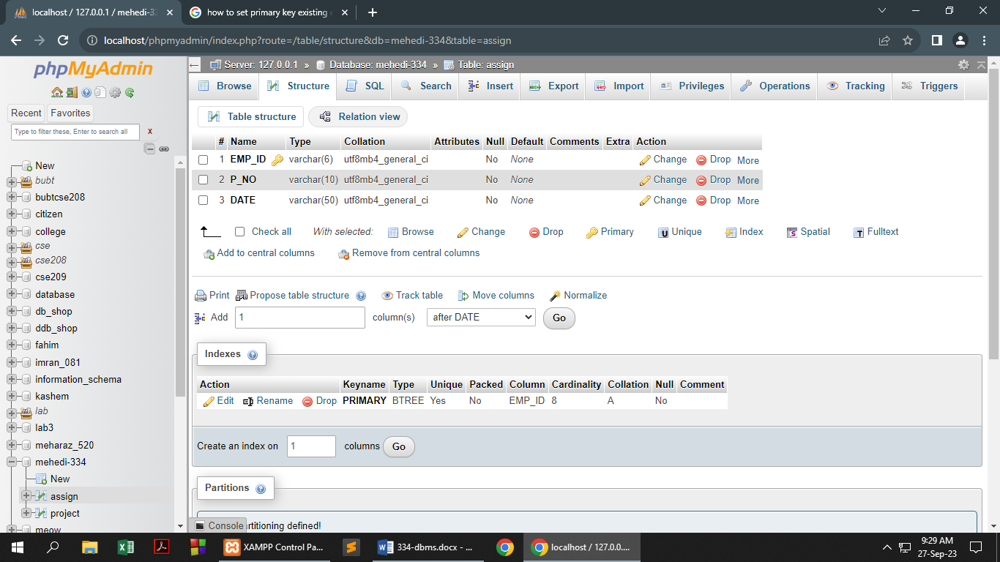 localhost / 127.0.0.1 / mehedi-33
how to set primary key existing
localhost/phpmyadmin/index.php?route=/table/structure&db=mehedi-334&table=assign
phpMyAdmin
Recent Favorites
Type to filter these, Enter to search all X
New
bubt
bubtcse208
citizen
college
cse
cse208
cse209
database
db_shop
ddb_shop
fahim
imran_081
information_schema
kashem
lab
lab3
meharaz_520
mehedi-334
New
assign
project
meow
Server: 127.0.0.1 » Database: mehedi-334 » Table: assign
Browse Structure SQL Search Insert Export Import Privileges Operations Tracking Triggers
Table structure Relation view
# Name Type Collation Attributes Null Default Comments Extra Action
1 EMP_ID varchar(6) utf8mb4_general_ci No None Change Drop More
2 P_NO varchar(10) utf8mb4_general_ci No None Change Drop More
3 DATE varchar(50) utf8mb4_general_ci No None Change Drop More
Check all With selected: Browse Change Drop Primary Unique Index Spatial Fulltext
Add to central columns Remove from central columns
Print Propose table structure Track table Move columns Normalize
Add 1 column(s) after DATE Go
Indexes
Action Keyname Type Unique Packed Column Cardinality Collation Null Comment
Edit Rename Drop PRIMARY BTREE Yes No EMP_ID 8 A No
Create an index on 1 columns Go
Partitions
Console rtitioning defined!
XAMPP Control Pa... 334-dbms.docx - ... localhost / 127.0.0....
9:29 AM
27-Sep-23